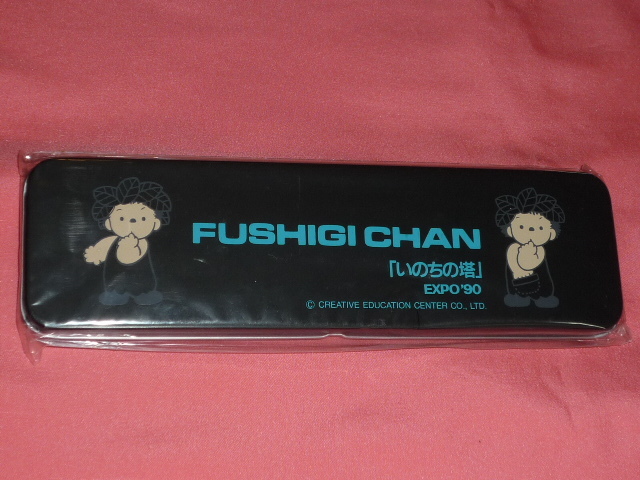 FUSHIGI CHAN
「いのちの塔」
EXPO'90
© CREATIVE EDUCATION CENTER CO., LTD.